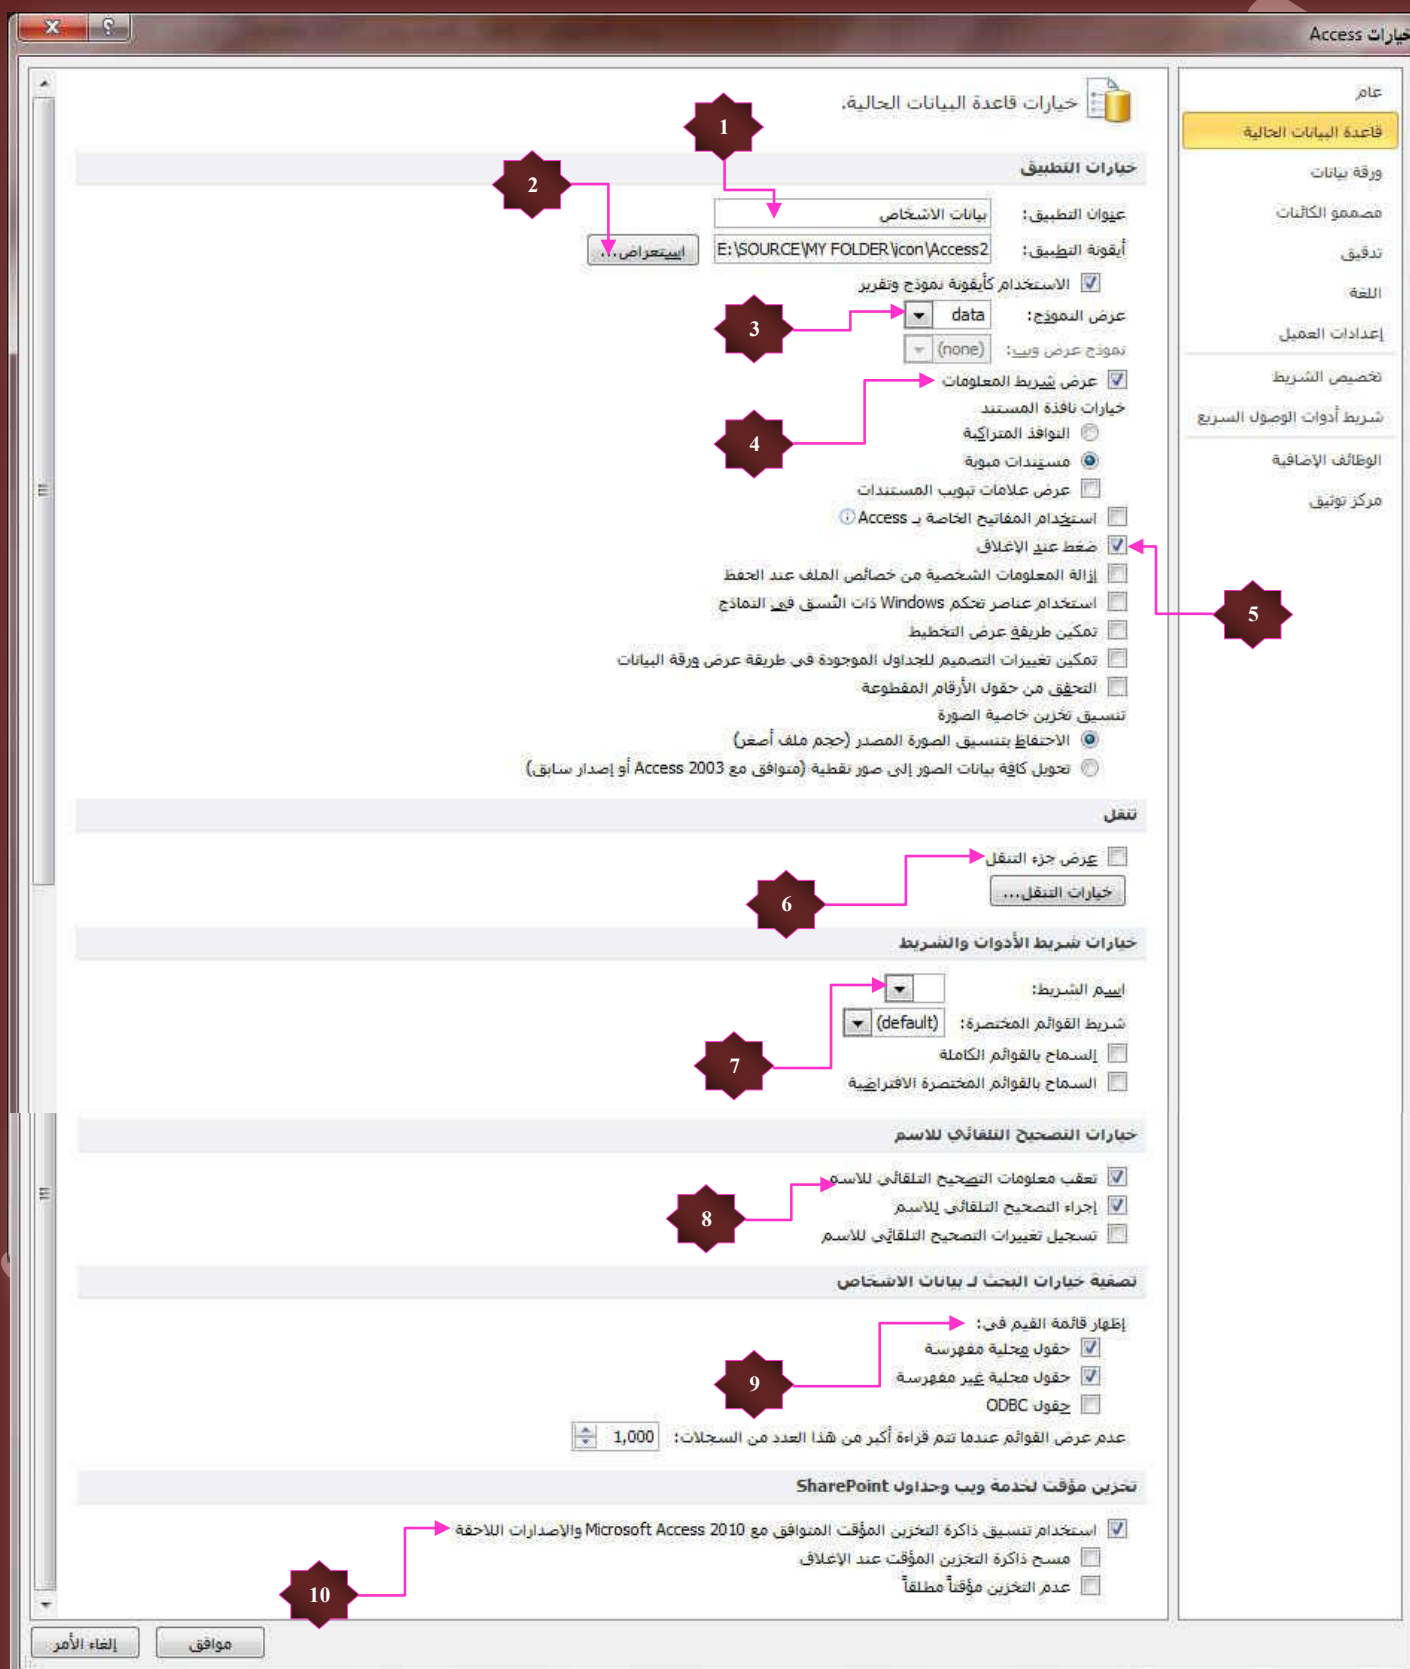 خيارات Access
عام
قاعدة البيانات الحالية
ورقة بيانات
مصممو الكائنات
تدقيق
اللغة
إعدادات العميل
تخصيص الشريط
شريط أدوات الوصول السريع
الوظائف الإضافية
مركز توثيق
خيارات قاعدة البيانات الحالية.
1
خيارات التطبيق
2
عنوان التطبيق: بيانات الاشخاص
أيقونة التطبيق: E:\SOURCE\MY FOLDER\icon\Access2 استعراض...
الاستخدام كأيقونة نموذج وتقرير
عرض النموذج: data
3
نموذج عرض ويب: (none)
عرض شريط المعلومات
خيارات نافذة المستند
النوافذ المتراكبة
4
مستندات مبوبة
عرض علامات تبويب المستندات
استخدام المفاتيح الخاصة بـ Access
ضغط عند الإغلاق
إزالة المعلومات الشخصية من خصائص الملف عند الحفظ
استخدام عناصر تحكم Windows ذات النُسق في النماذج
5
تمكين طريقة عرض التخطيط
تمكين تغييرات التصميم للجداول الموجودة في طريقة عرض ورقة البيانات
التحقق من حقول الأرقام المقطوعة
تنسيق تخزين خاصية الصورة
الاحتفاظ بتنسيق الصورة المصدر (حجم ملف أصغر)
تحويل كافة بيانات الصور إلى صور نقطية (متوافق مع Access 2003 أو إصدار سابق)
تنقل
عرض جزء التنقل
خيارات التنقل...
6
خيارات شريط الأدوات والشريط
اسم الشريط:
شريط القوائم المختصرة: (default)
السماح بالقوائم الكاملة
7
السماح بالقوائم المختصرة الافتراضية
خيارات التصحيح التلقائي للاسم
تعقب معلومات التصحيح التلقائي للاسم
إجراء التصحيح التلقائي للاسم
8
تسجيل تغييرات التصحيح التلقائي للاسم
تصفية خيارات البحث لـ بيانات الاشخاص
إظهار قائمة القيم في:
حقول محلية مفهرسة
حقول محلية غير مفهرسة
9
حقول ODBC
عدم عرض القوائم عندما تتم قراءة أكبر من هذا العدد من السجلات: 1,000
تخزين مؤقت لخدمة ويب وجداول SharePoint
استخدام تنسيق ذاكرة التخزين المؤقت المتوافق مع Microsoft Access 2010 والإصدارات اللاحقة
مسح ذاكرة التخزين المؤقت عند الإغلاق
عدم التخزين مؤقتاً مطلقاً
10
موافق
إلغاء الأمر